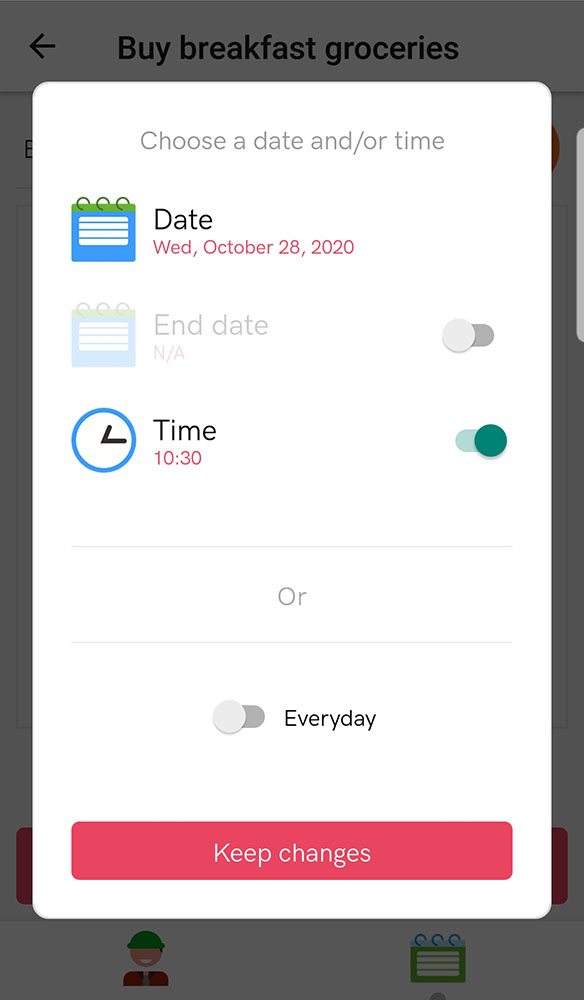 Buy breakfast groceries
Choose a date and/or time
Date
Wed, October 28, 2020
End date
N/A
Time
10:30
Or
Everyday
Keep changes